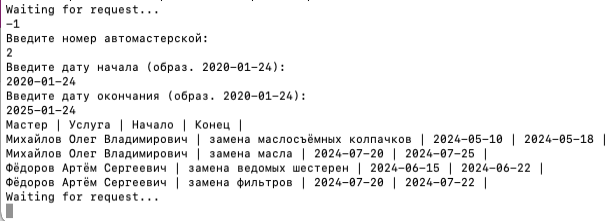 Waiting for request...
-1
Введите номер автомастерской:
2
Введите дату начала (образ. 2020-01-24):
2020-01-24
Введите дату окончания (образ. 2020-01-24):
2025-01-24
Мастер | Услуга | Начало | Конец |
Михайлов Олег Владимирович | замена маслосъёмных колпачков | 2024-05-10 | 2024-05-18 |
Михайлов Олег Владимирович | замена масла | 2024-07-20 | 2024-07-25 |
Фёдоров Артём Сергеевич | замена ведомых шестерен | 2024-06-15 | 2024-06-22 |
Фёдоров Артём Сергеевич | замена фильтров | 2024-07-20 | 2024-07-22 |
Waiting for request...